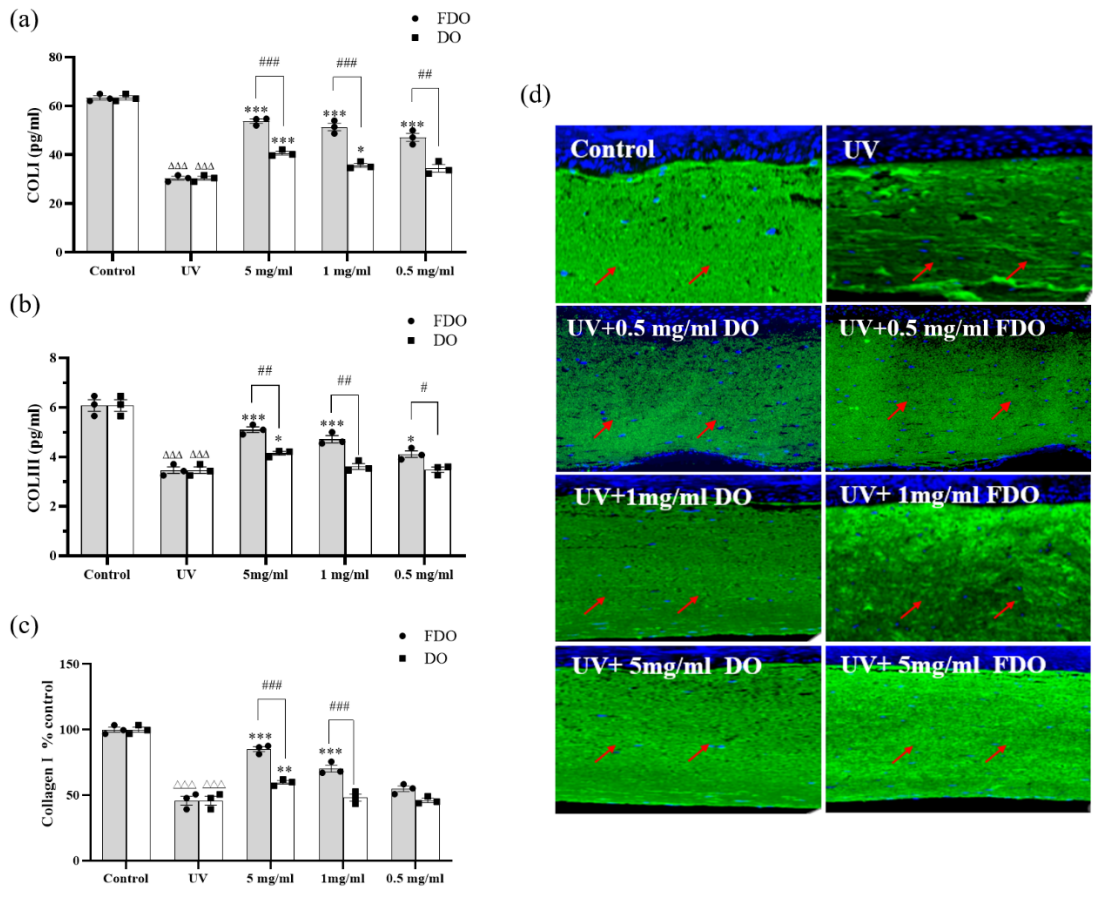 (a)
FDO
DO
COLI (pg/ml)
80
60
40
20
0
###
###
##
***
***
***
*
***
ΔΔΔ ΔΔΔ
Control UV 5 mg/ml 1 mg/ml 0.5 mg/ml
(b)
FDO
DO
COLIII (pg/ml)
8
6
4
2
0
##
##
#
***
*
***
*
ΔΔΔ ΔΔΔ
Control UV 5mg/ml 1 mg/ml 0.5 mg/ml
(c)
FDO
DO
Collagen I % control
150
100
50
0
###
###
***
**
***
△△△ △△△
Control UV 5 mg/ml 1mg/ml 0.5 mg/ml
(d)
Control
UV
UV+0.5 mg/ml DO
UV+0.5 mg/ml FDO
UV+1mg/ml DO
UV+ 1mg/ml FDO
UV+ 5mg/ml DO
UV+ 5mg/ml FDO